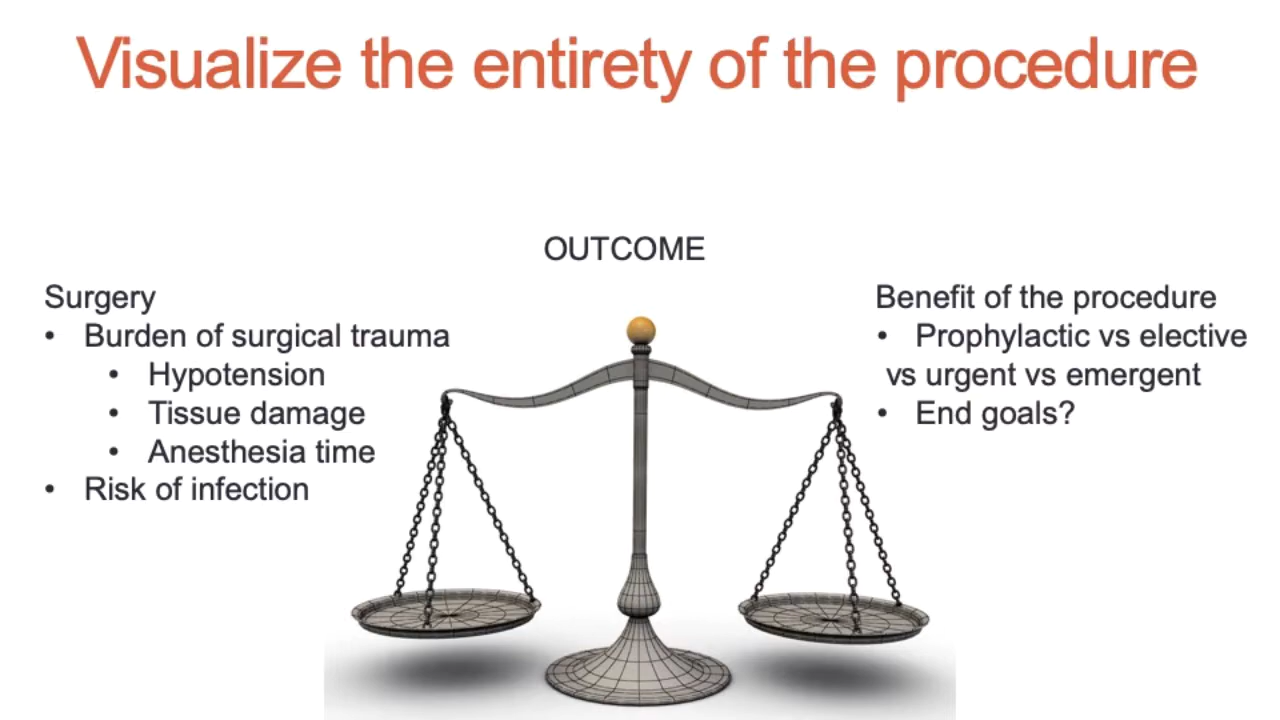 Visualize the entirety of the procedure
OUTCOME
Surgery
• Burden of surgical trauma
• Hypotension
• Tissue damage
• Anesthesia time
• Risk of infection
Benefit of the procedure
• Prophylactic vs elective
vs urgent vs emergent
• End goals?